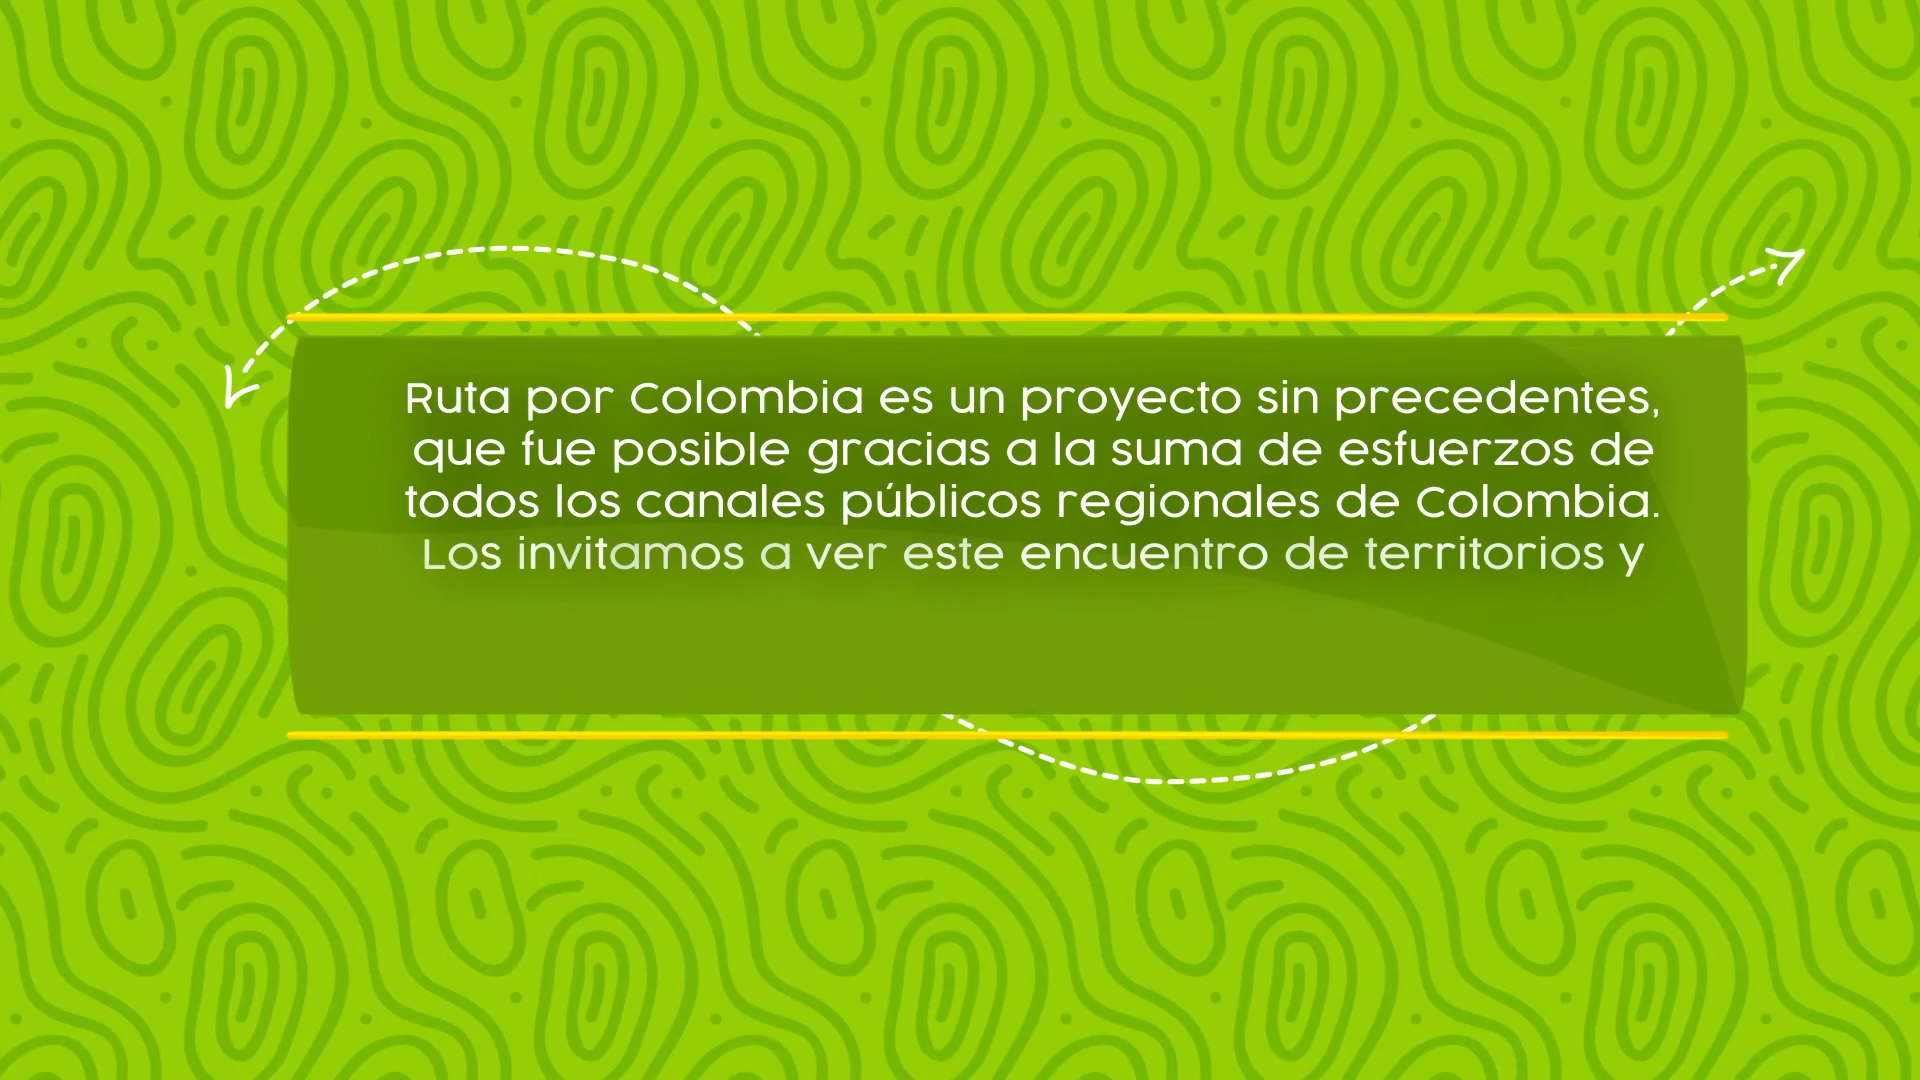 Ruta por Colombia es un proyecto sin precedentes,
que fue posible gracias a la suma de esfuerzos de
todos los canales públicos regionales de Colombia.
Los invitamos a ver este encuentro de territorios y